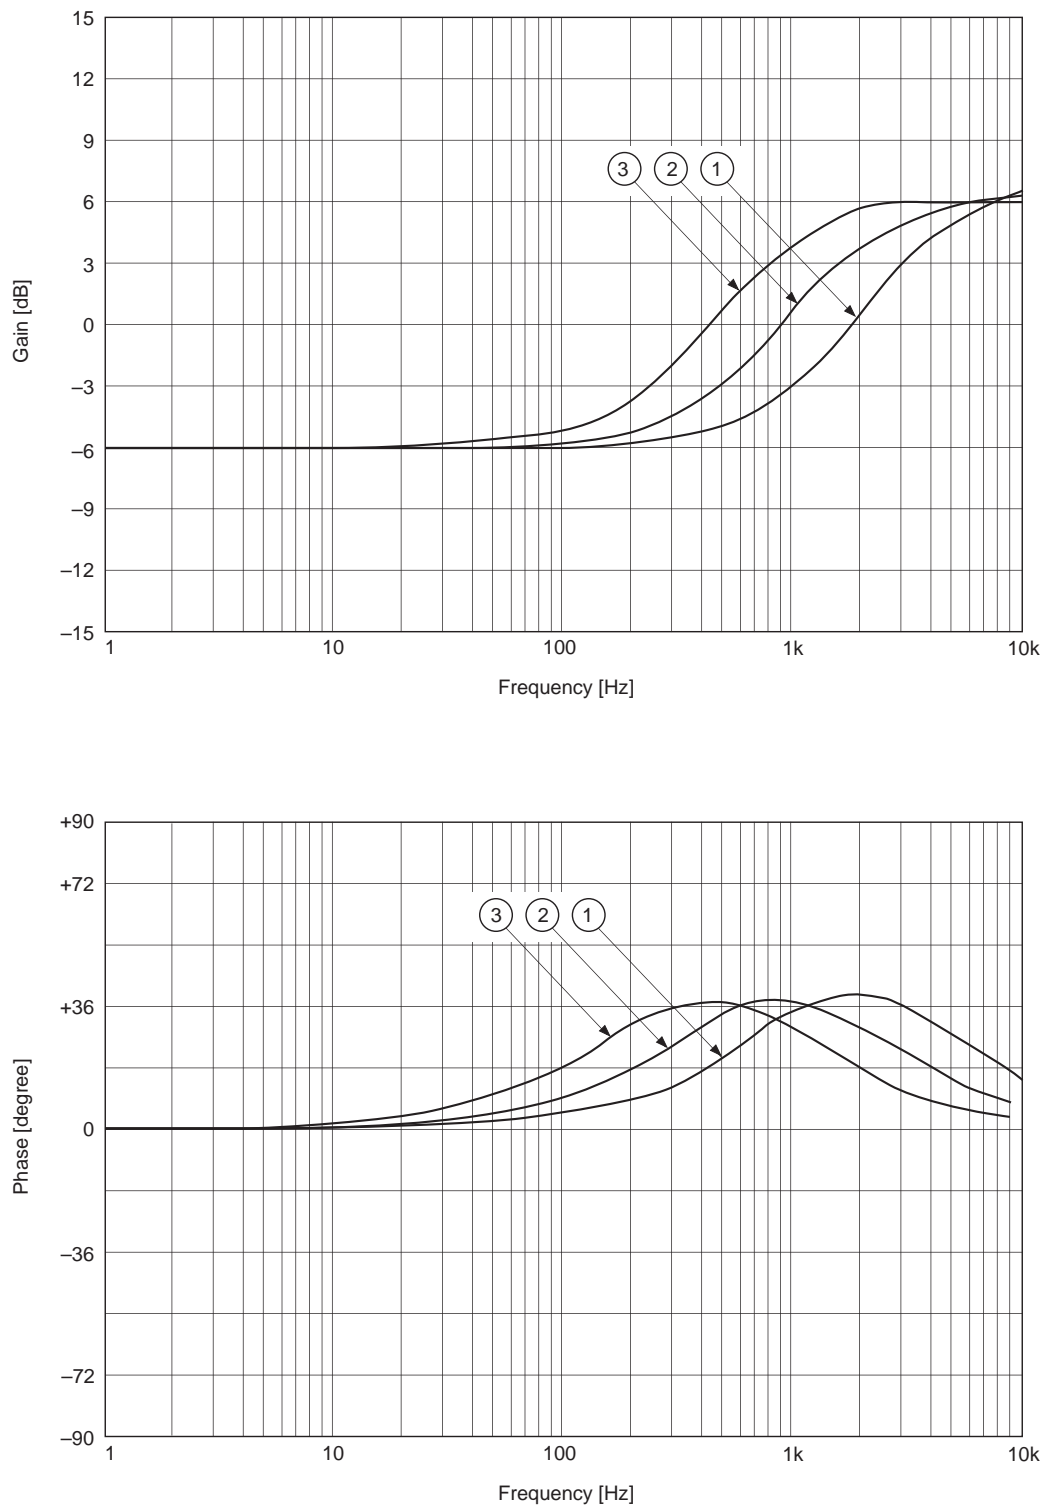 15
12
9
6
3
0
–3
–6
–9
–12
–15
Gain [dB]
3 2 1
1 10 100 1k 10k
Frequency [Hz]
+90
+72
+36
0
–36
–72
–90
Phase [degree]
3 2 1
1 10 100 1k 10k
Frequency [Hz]